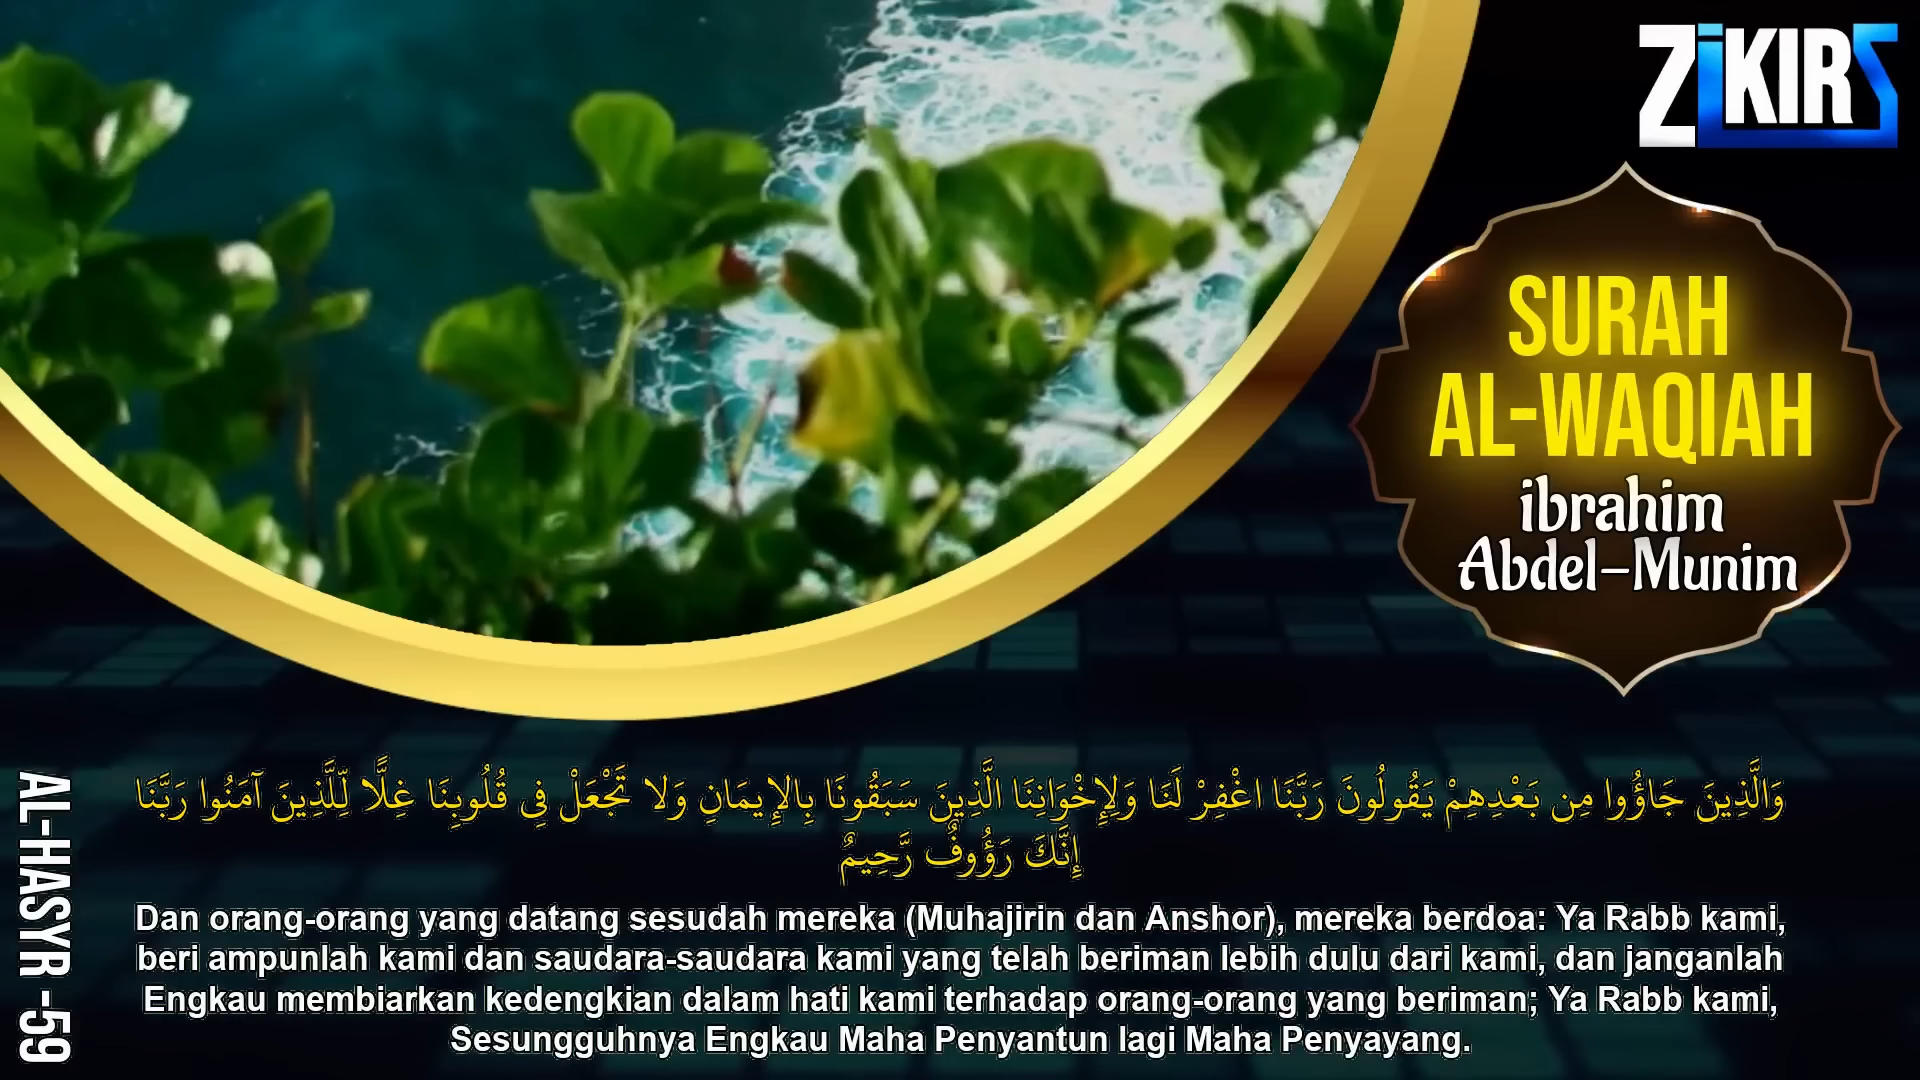 ZiKIRS
SURAH
AL-WAQIAH
ibrahim
Abdel-Munim
وَالَّذِينَ جَاؤُوا مِن بَعْدِهِمْ يَقُولُونَ رَبَّنَا اغْفِرْ لَنَا وَلِإِخْوَانِنَا الَّذِينَ سَبَقُونَا بِالإِيمَانِ وَلا تَجْعَلْ فِي قُلُوبِنَا غِلًّا لِّلَّذِينَ آمَنُوا رَبَّنَا
إِنَّكَ رَؤُوفٌ رَّحِيمٌ
Dan orang-orang yang datang sesudah mereka (Muhajirin dan Anshor), mereka berdoa: Ya Rabb kami,
beri ampunlah kami dan saudara-saudara kami yang telah beriman lebih dulu dari kami, dan janganlah
Engkau membiarkan kedengkian dalam hati kami terhadap orang-orang yang beriman; Ya Rabb kami,
Sesungguhnya Engkau Maha Penyantun lagi Maha Penyayang.
AL-HASYR - 59